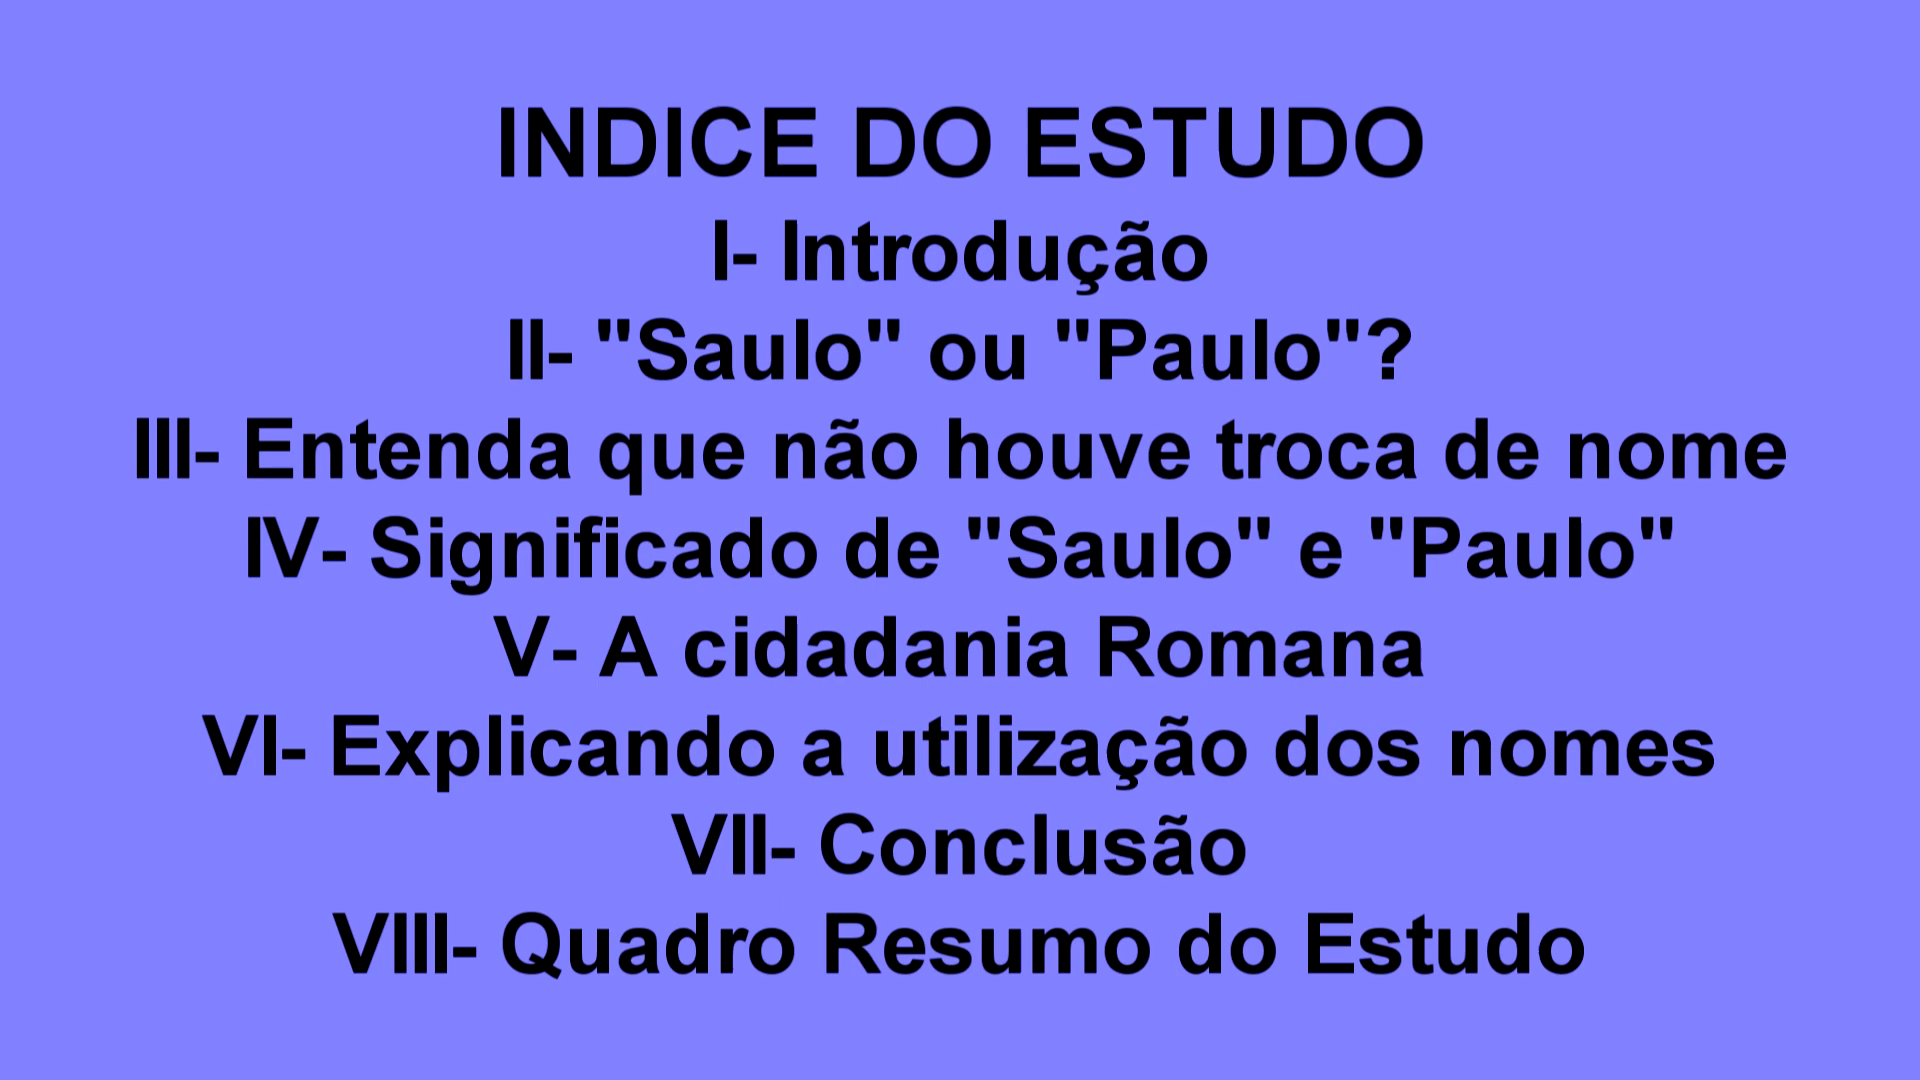 INDICE DO ESTUDO
I- Introdução
II- "Saulo" ou "Paulo"?
III- Entenda que não houve troca de nome
IV- Significado de "Saulo" e "Paulo"
V- A cidadania Romana
VI- Explicando a utilização dos nomes
VII- Conclusão
VIII- Quadro Resumo do Estudo